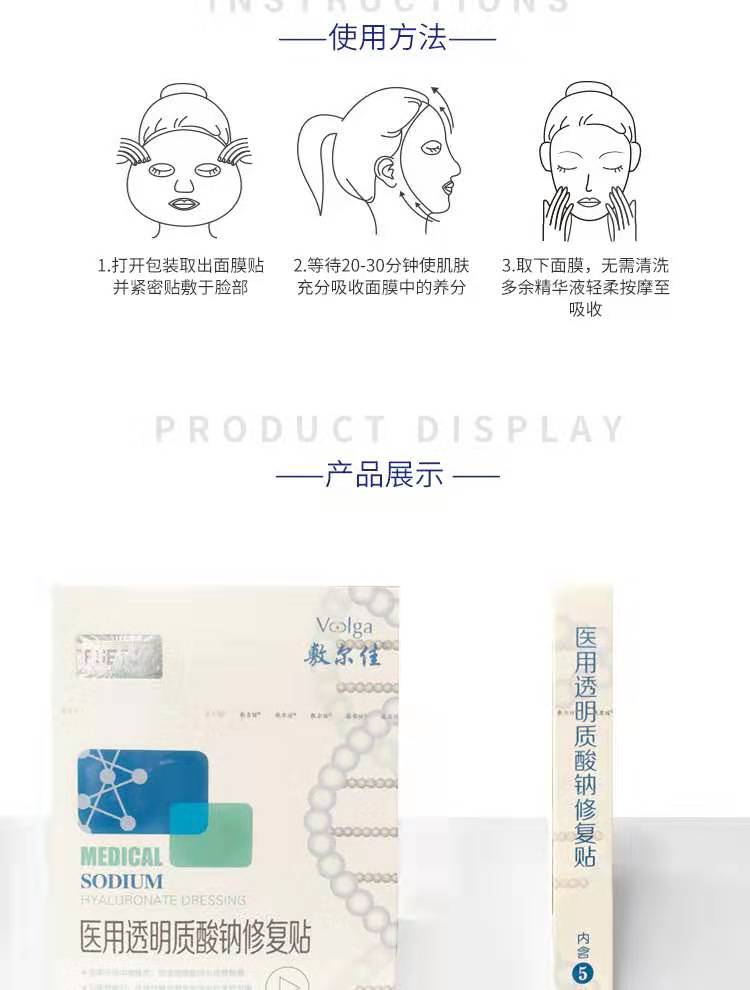 INSTRUCTIONS
使用方法
1.打开包装取出面膜贴
并紧密贴敷于脸部
2.等待20-30分钟使肌肤
充分吸收面膜中的养分
3.取下面膜，无需清洗
多余精华液轻柔按摩至
吸收
PRODUCT DISPLAY
产品展示
Voolga
敷尔佳
MEDICAL
SODIUM
HYALURONATE DRESSING
医用透明质酸钠修复贴
医用透明质酸钠修复贴
内含5